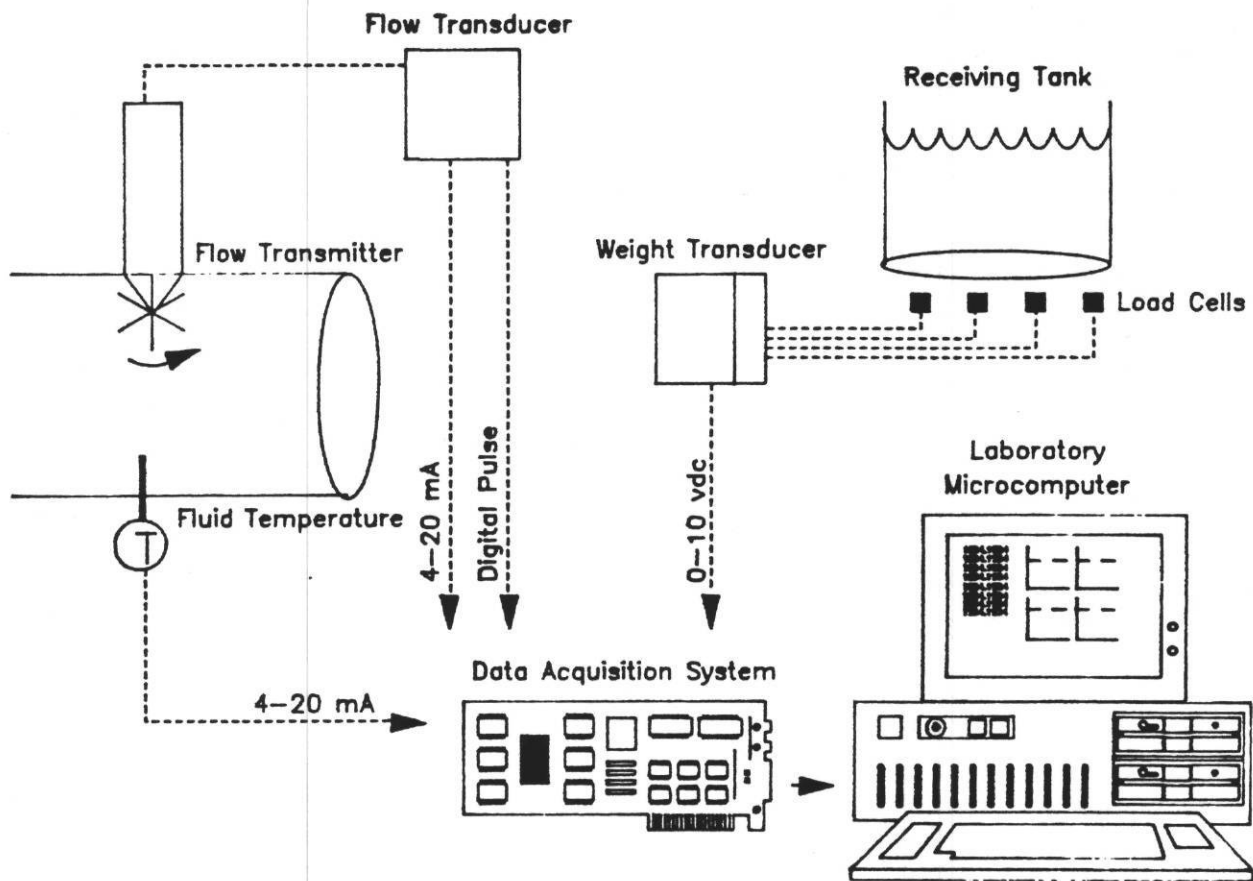 Flow Transducer
Receiving Tank
Flow Transmitter
Weight Transducer
Load Cells
4–20 mA
Digital Pulse
0–10 vdc
Laboratory
Microcomputer
Fluid Temperature
T
Data Acquisition System
4–20 mA